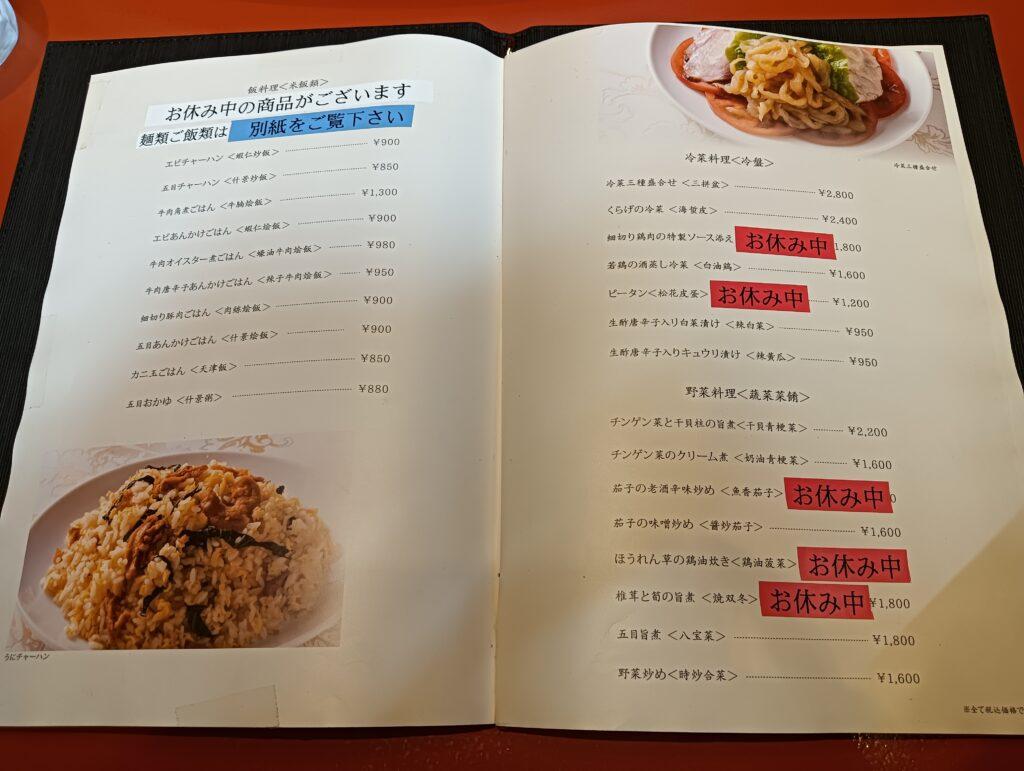 飯料理<米飯類>
お休み中の商品がございます
麺類ご飯類は 別紙をご覧下さい
エビチャーハン <蝦仁炒飯> ¥900
五目チャーハン <什景炒飯> ¥850
牛肉角煮ごはん <牛腩烩飯> ¥1,300
エビあんかけごはん <蝦仁烩飯> ¥900
牛肉オイスター煮ごはん <蠔油牛肉烩飯> ¥980
牛肉唐辛子あんかけごはん <辣子牛肉烩飯> ¥950
細切り豚肉ごはん <肉絲烩飯> ¥900
五目あんかけごはん <什景烩飯> ¥900
カニ玉ごはん <天津飯> ¥850
五目おかゆ <什景粥> ¥880
うにチャーハン
冷菜三種盛合せ
冷菜料理<冷盤>
冷菜三種盛合せ <三拼盆> ¥2,800
くらげの冷菜 <海蜇皮> ¥2,400
細切り鶏肉の特製ソース添え お休み中 1,800
若鶏の酒蒸し冷菜 <白油鶏> ¥1,600
ピータン<松花皮蛋> お休み中 ¥1,200
生酢唐辛子入り白菜漬け <辣白菜> ¥950
生酢唐辛子入りキュウリ漬け <辣黄瓜> ¥950
野菜料理<蔬菜菜餚>
チンゲン菜と干貝柱の旨煮<干貝青梗菜> ¥2,200
チンゲン菜のクリーム煮 <奶油青梗菜> ¥1,600
茄子の老酒辛味炒め <魚香茄子> お休み中 0
茄子の味噌炒め <醤炒茄子> ¥1,600
ほうれん草の鶏油炊き<鶏油菠菜> お休み中
椎茸と筍の旨煮 <焼双冬> お休み中 ¥1,800
五目旨煮 <八宝菜> ¥1,800
野菜炒め<時炒合菜> ¥1,600
※全て税込価格で